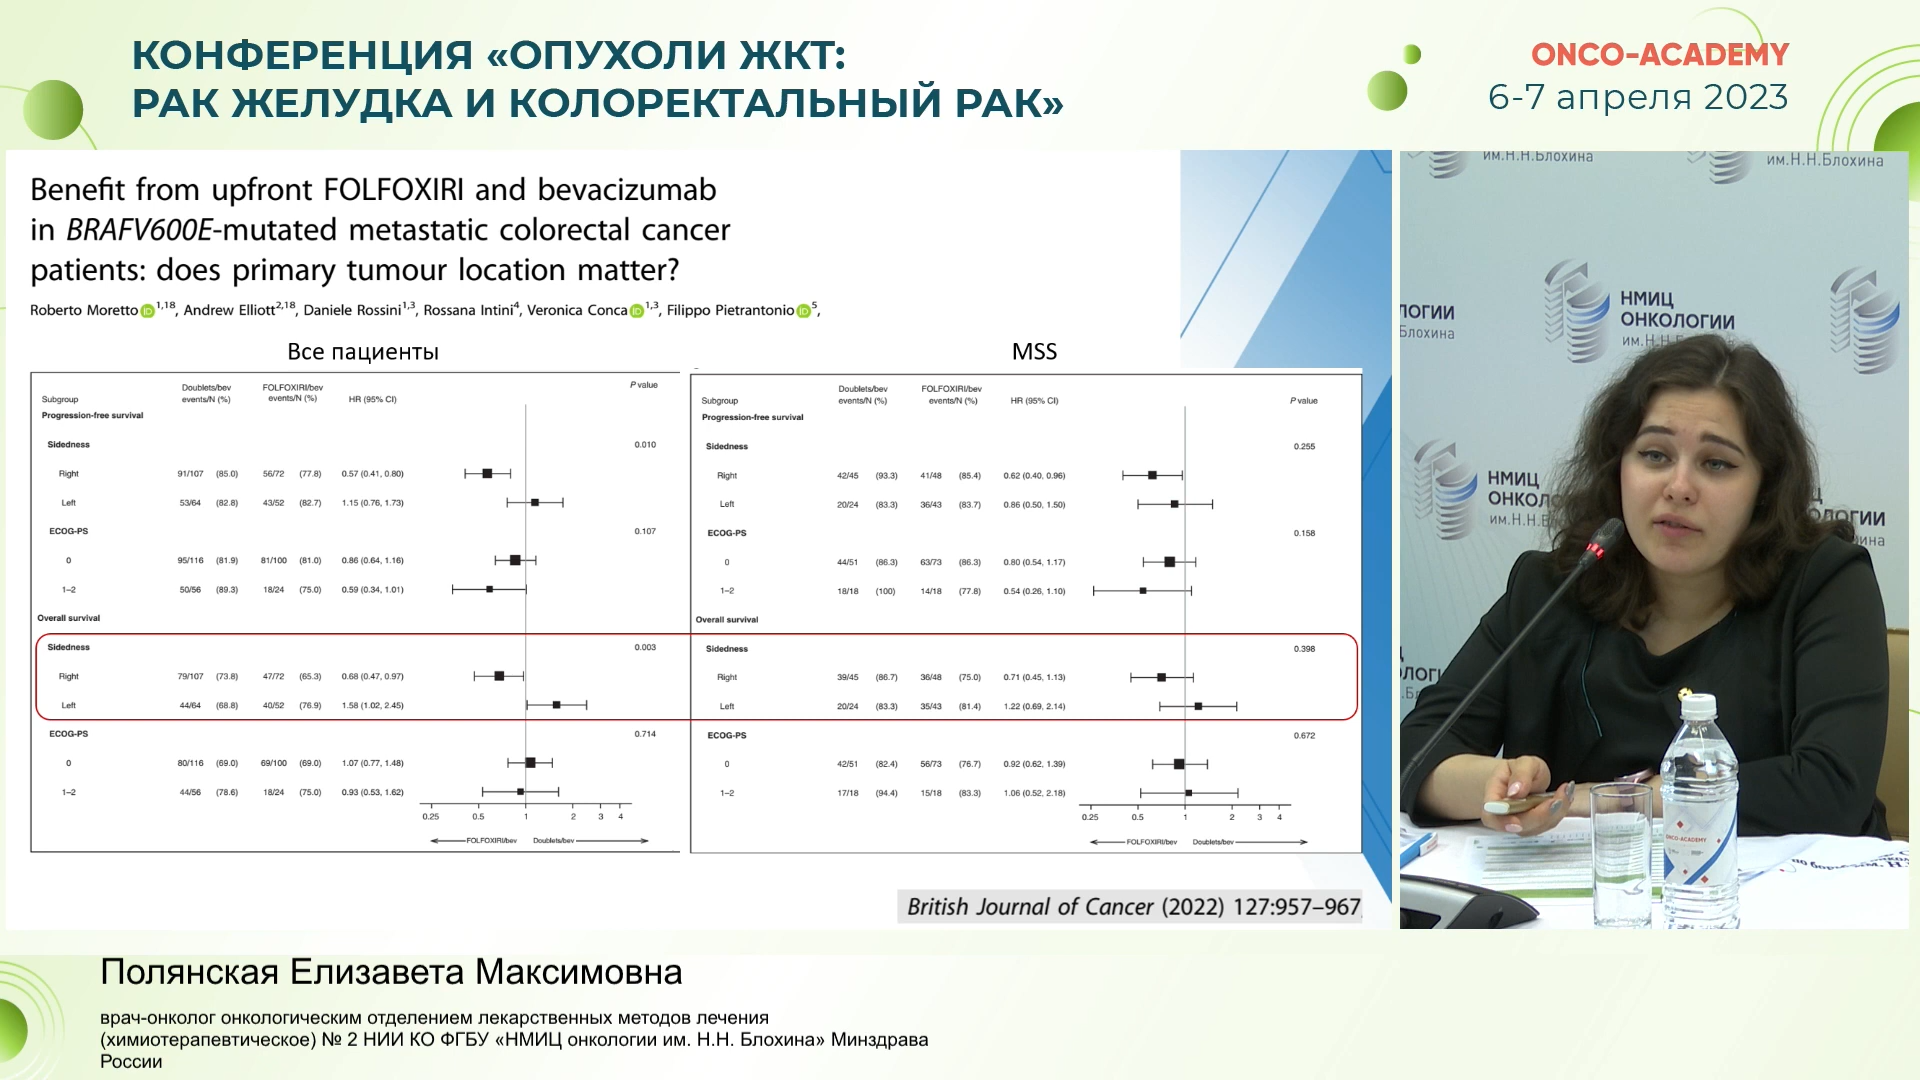 КОНФЕРЕНЦИЯ «ОПУХОЛИ ЖКТ:
РАК ЖЕЛУДКА И КОЛОРЕКТАЛЬНЫЙ РАК»
ONCO-ACADEMY
6-7 апреля 2023
Benefit from upfront FOLFOXIRI and bevacizumab
in BRAFV600E-mutated metastatic colorectal cancer
patients: does primary tumour location matter?
Roberto Moretto 1,18, Andrew Elliott2,18, Daniele Rossini1,3, Rossana Intini4, Veronica Conca 1,3, Filippo Pietrantonio 5,
Все пациенты
Subgroup Doublets/bev events/N (%) FOLFOXIRI/bev events/N (%) HR (95% CI) P value
Progression-free survival
Sidedness 0.010
Right 91/107 (85.0) 56/72 (77.8) 0.57 (0.41, 0.80)
Left 53/64 (82.8) 43/52 (82.7) 1.15 (0.76, 1.73)
ECOG-PS 0.107
0 95/116 (81.9) 81/100 (81.0) 0.86 (0.64, 1.16)
1–2 50/56 (89.3) 18/24 (75.0) 0.59 (0.34, 1.01)
Overall survival
Sidedness 0.003
Right 79/107 (73.8) 47/72 (65.3) 0.68 (0.47, 0.97)
Left 44/64 (68.8) 40/52 (76.9) 1.58 (1.02, 2.45)
ECOG-PS 0.714
0 80/116 (69.0) 69/100 (69.0) 1.07 (0.77, 1.48)
1–2 44/56 (78.6) 18/24 (75.0) 0.93 (0.53, 1.62)
0.25 0.5 1 2 3 4
FOLFOXIRI/bev Doublets/bev
MSS
Subgroup Doublets/bev events/N (%) FOLFOXIRI/bev events/N (%) HR (95% CI) P value
Progression-free survival
Sidedness 0.255
Right 42/45 (93.3) 41/48 (85.4) 0.62 (0.40, 0.96)
Left 20/24 (83.3) 36/43 (83.7) 0.86 (0.50, 1.50)
ECOG-PS 0.158
0 44/51 (86.3) 63/73 (86.3) 0.80 (0.54, 1.17)
1–2 18/18 (100) 14/18 (77.8) 0.54 (0.26, 1.10)
Overall survival
Sidedness 0.398
Right 39/45 (86.7) 36/48 (75.0) 0.71 (0.45, 1.13)
Left 20/24 (83.3) 35/43 (81.4) 1.22 (0.69, 2.14)
ECOG-PS 0.672
0 42/51 (82.4) 56/73 (76.7) 0.92 (0.62, 1.39)
1–2 17/18 (94.4) 15/18 (83.3) 1.06 (0.52, 2.18)
0.25 0.5 1 2 3 4
FOLFOXIRI/bev Doublets/bev
British Journal of Cancer (2022) 127:957–967
им.Н.Н.Блохина
им.Н.Н.Блохина
ЛОГИИ
Блохина
НМИЦ
ОНКОЛОГИИ
им.Н.Н.
НМИЦ
ОНКОЛ
им.Н.Н.Б
ОЛОГИИ
ONCO-ACADEMY
Полянская Елизавета Максимовна
врач-онколог онкологическим отделением лекарственных методов лечения
(химиотерапевтическое) № 2 НИИ КО ФГБУ «НМИЦ онкологии им. Н.Н. Блохина» Минздрава
России